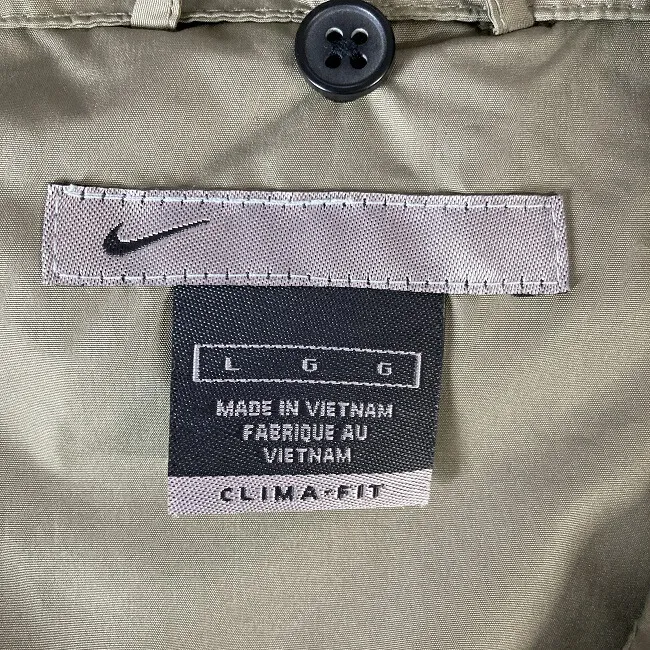 L G G
MADE IN VIETNAM
FABRIQUE AU
VIETNAM
CLIMA-FIT